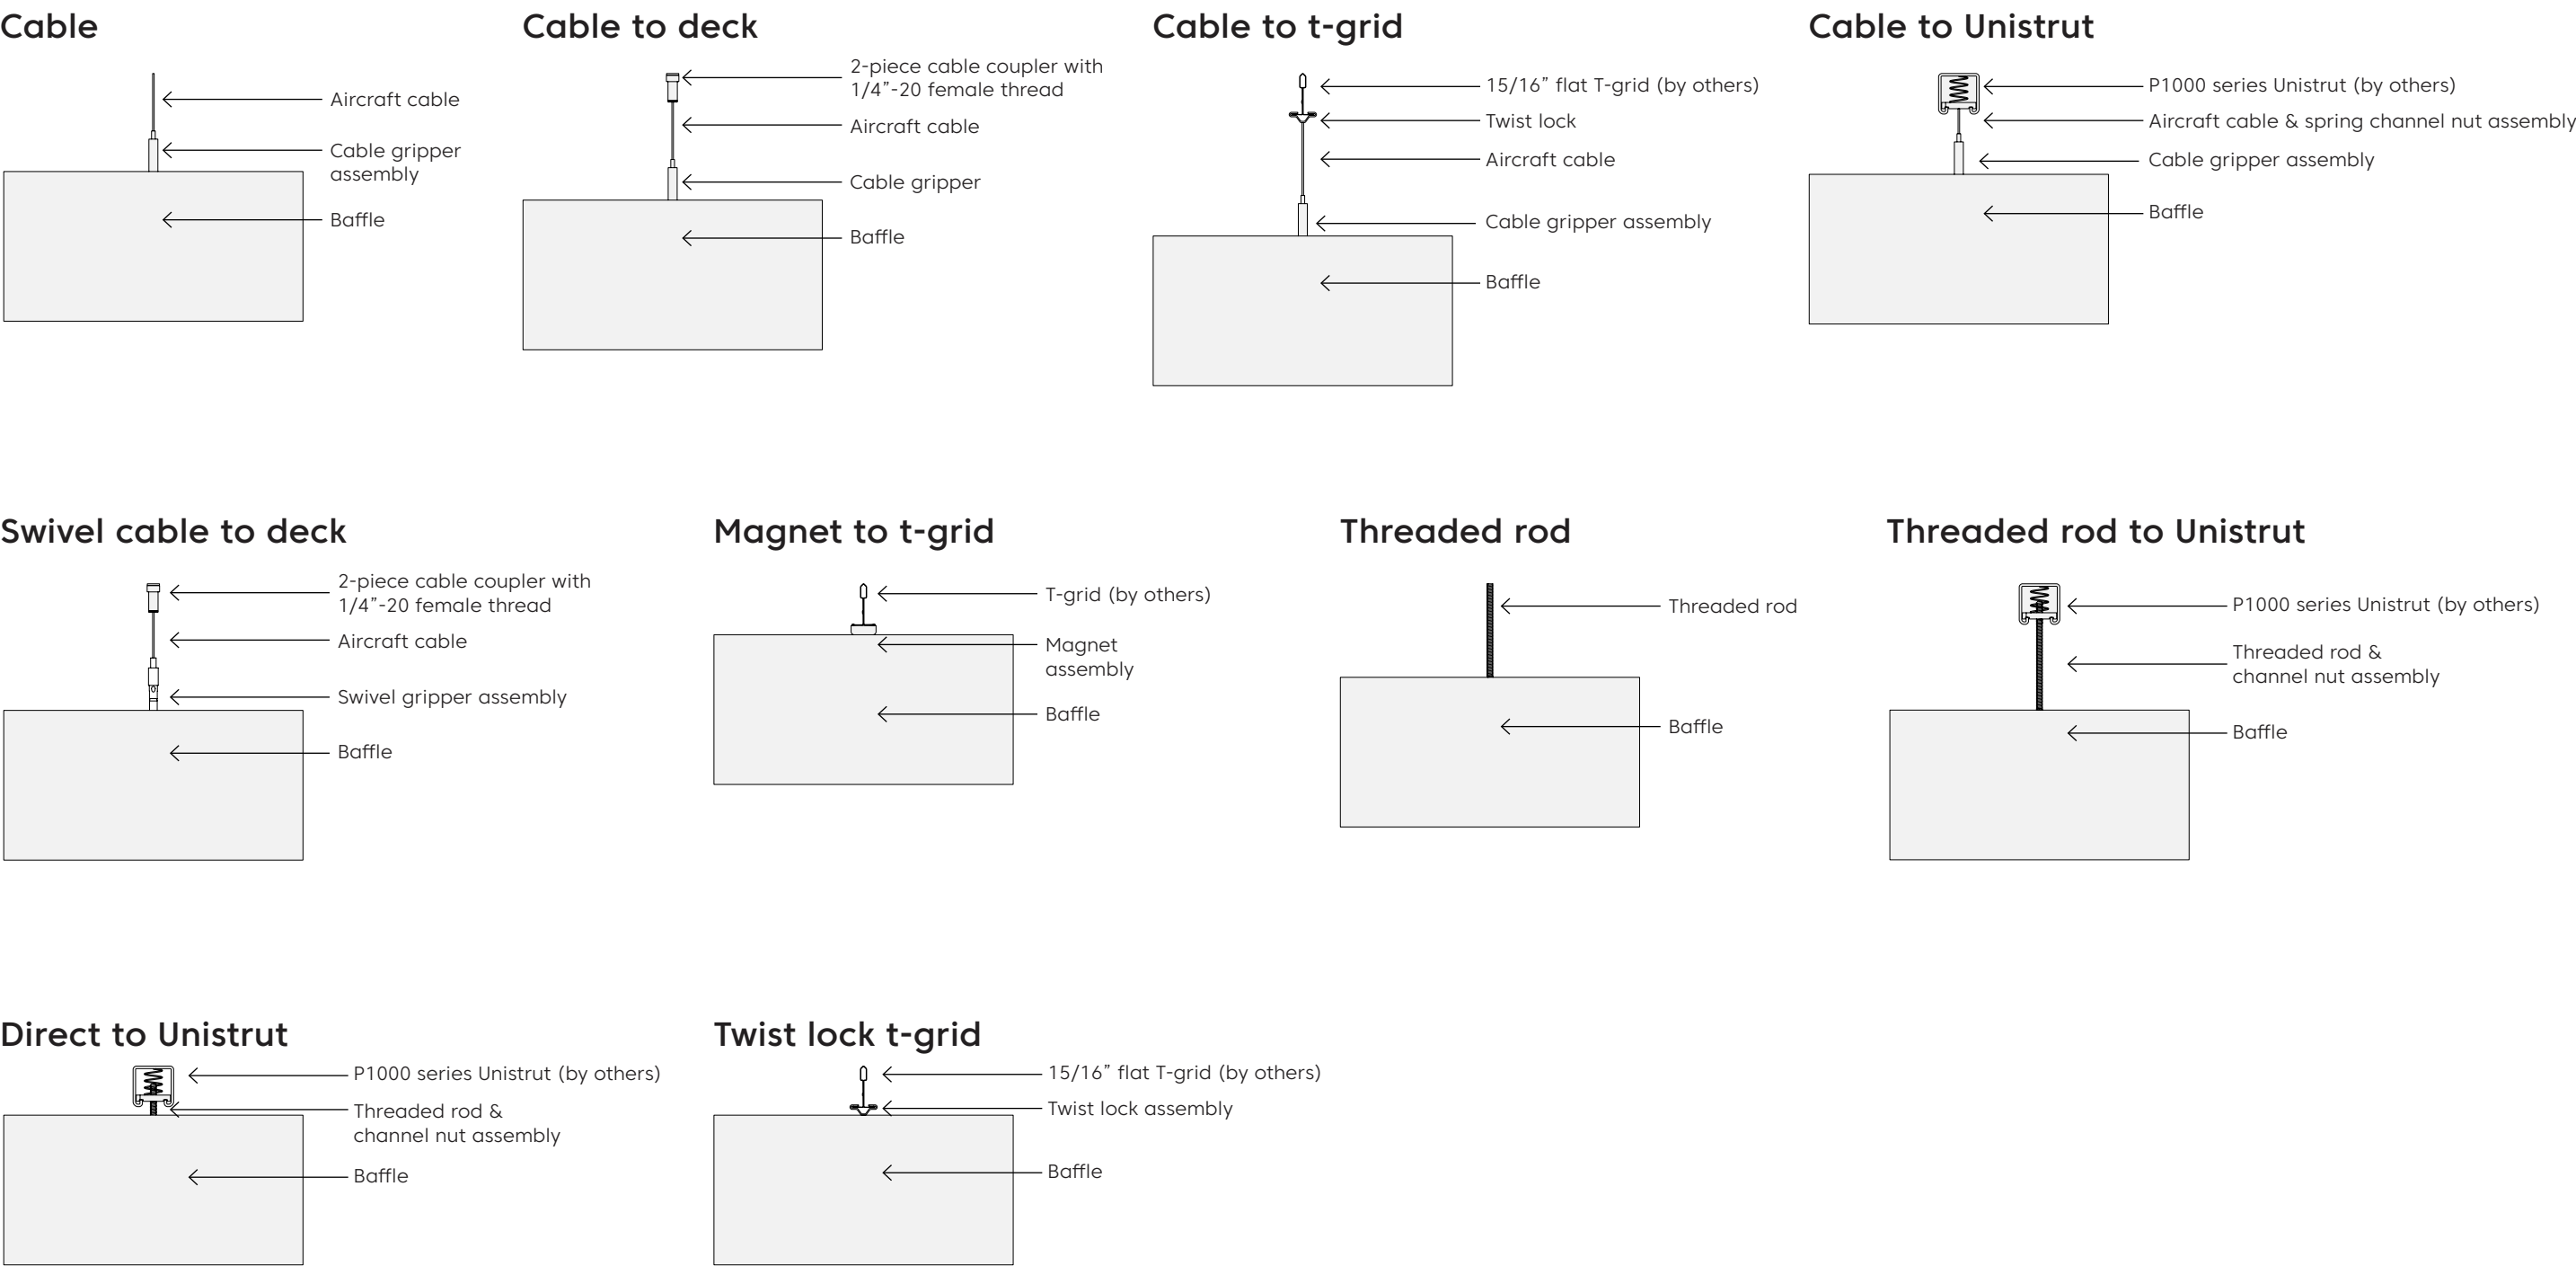 Cable
Aircraft cable
Cable gripper
assembly
Baffle
Cable to deck
2-piece cable coupler with
1/4”-20 female thread
Aircraft cable
Cable gripper
Baffle
Cable to t-grid
15/16” flat T-grid (by others)
Twist lock
Aircraft cable
Cable gripper assembly
Baffle
Cable to Unistrut
P1000 series Unistrut (by others)
Aircraft cable & spring channel nut assembly
Cable gripper assembly
Baffle
Swivel cable to deck
2-piece cable coupler with
1/4”-20 female thread
Aircraft cable
Swivel gripper assembly
Baffle
Magnet to t-grid
T-grid (by others)
Magnet
assembly
Baffle
Threaded rod
Threaded rod
Baffle
Threaded rod to Unistrut
P1000 series Unistrut (by others)
Threaded rod &
channel nut assembly
Baffle
Direct to Unistrut
P1000 series Unistrut (by others)
Threaded rod &
channel nut assembly
Baffle
Twist lock t-grid
15/16” flat T-grid (by others)
Twist lock assembly
Baffle